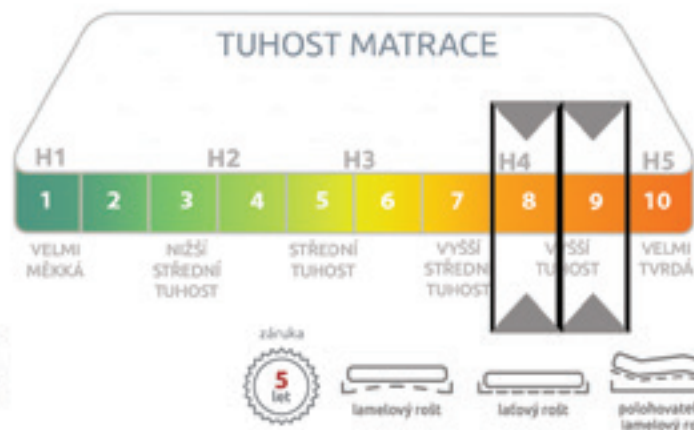 TUHOST MATRACE
H1 H2 H3 H4 H5
1 2 3 4 5 6 7 8 9 10
VELMI MĚKKÁ
NIŽŠÍ STŘEDNÍ TUHOST
STŘEDNÍ TUHOST
VYŠŠÍ STŘEDNÍ TUHOST
VYŠŠÍ TUHOST
VELMI TVRDÁ
záruka
5
let
lamelový rošt
laťový rošt
lamelový